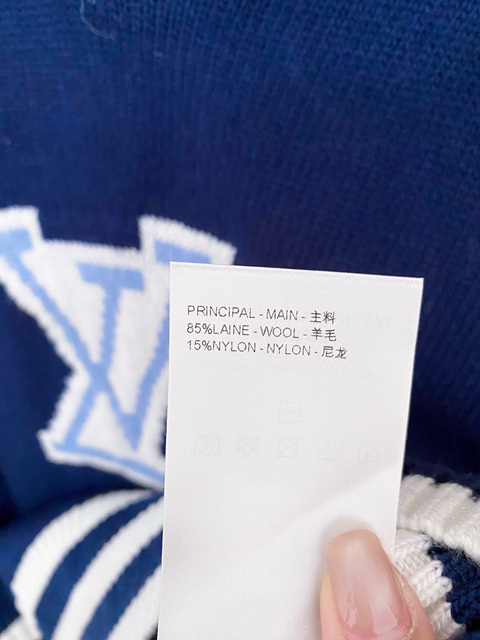 PRINCIPAL - MAIN - 主料
85%LAINE - WOOL - 羊毛
15%NYLON - NYLON - 尼龙